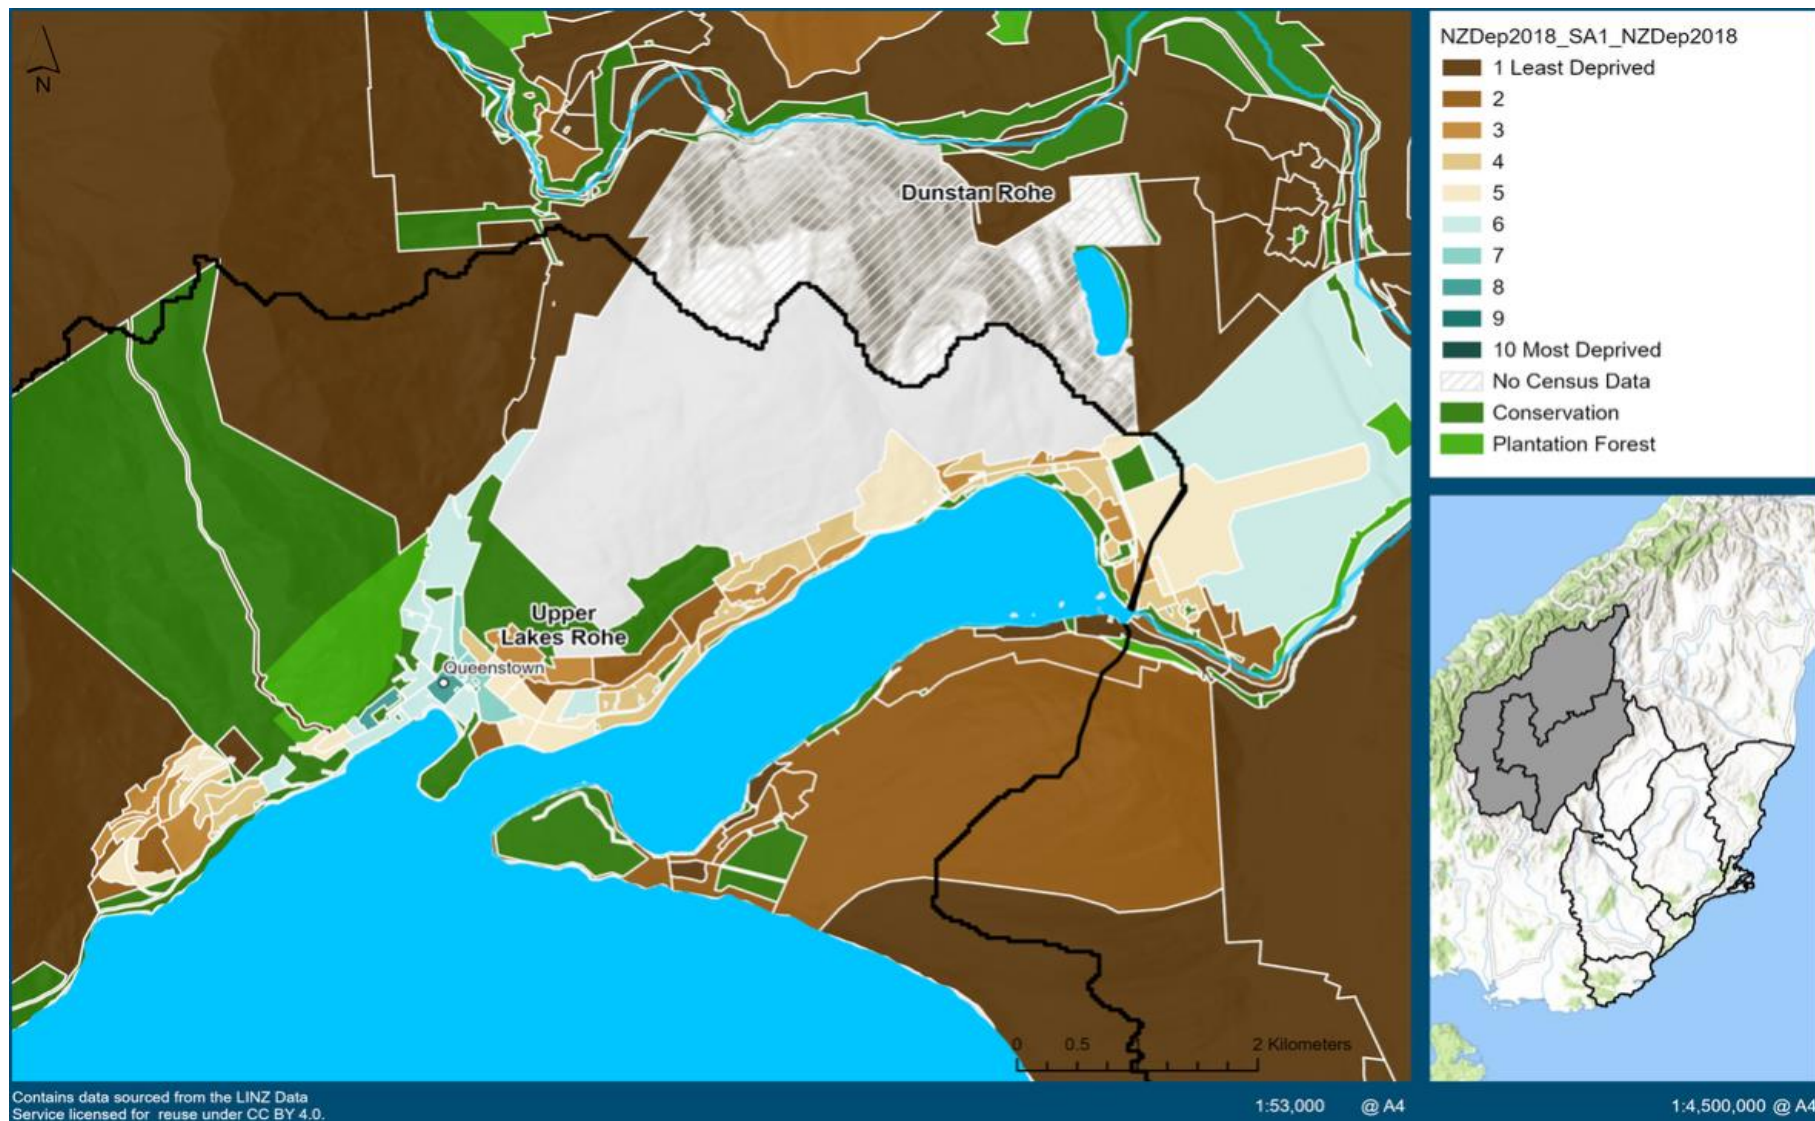 N
Dunstan Rohe
Upper
Lakes Rohe
Queenstown
0 0.5 2 Kilometers
NZDep2018_SA1_NZDep2018
1 Least Deprived
2
3
4
5
6
7
8
9
10 Most Deprived
No Census Data
Conservation
Plantation Forest
Contains data sourced from the LINZ Data
Service licensed for reuse under CC BY 4.0.
1:53,000 @ A4
1:4,500,000 @ A4